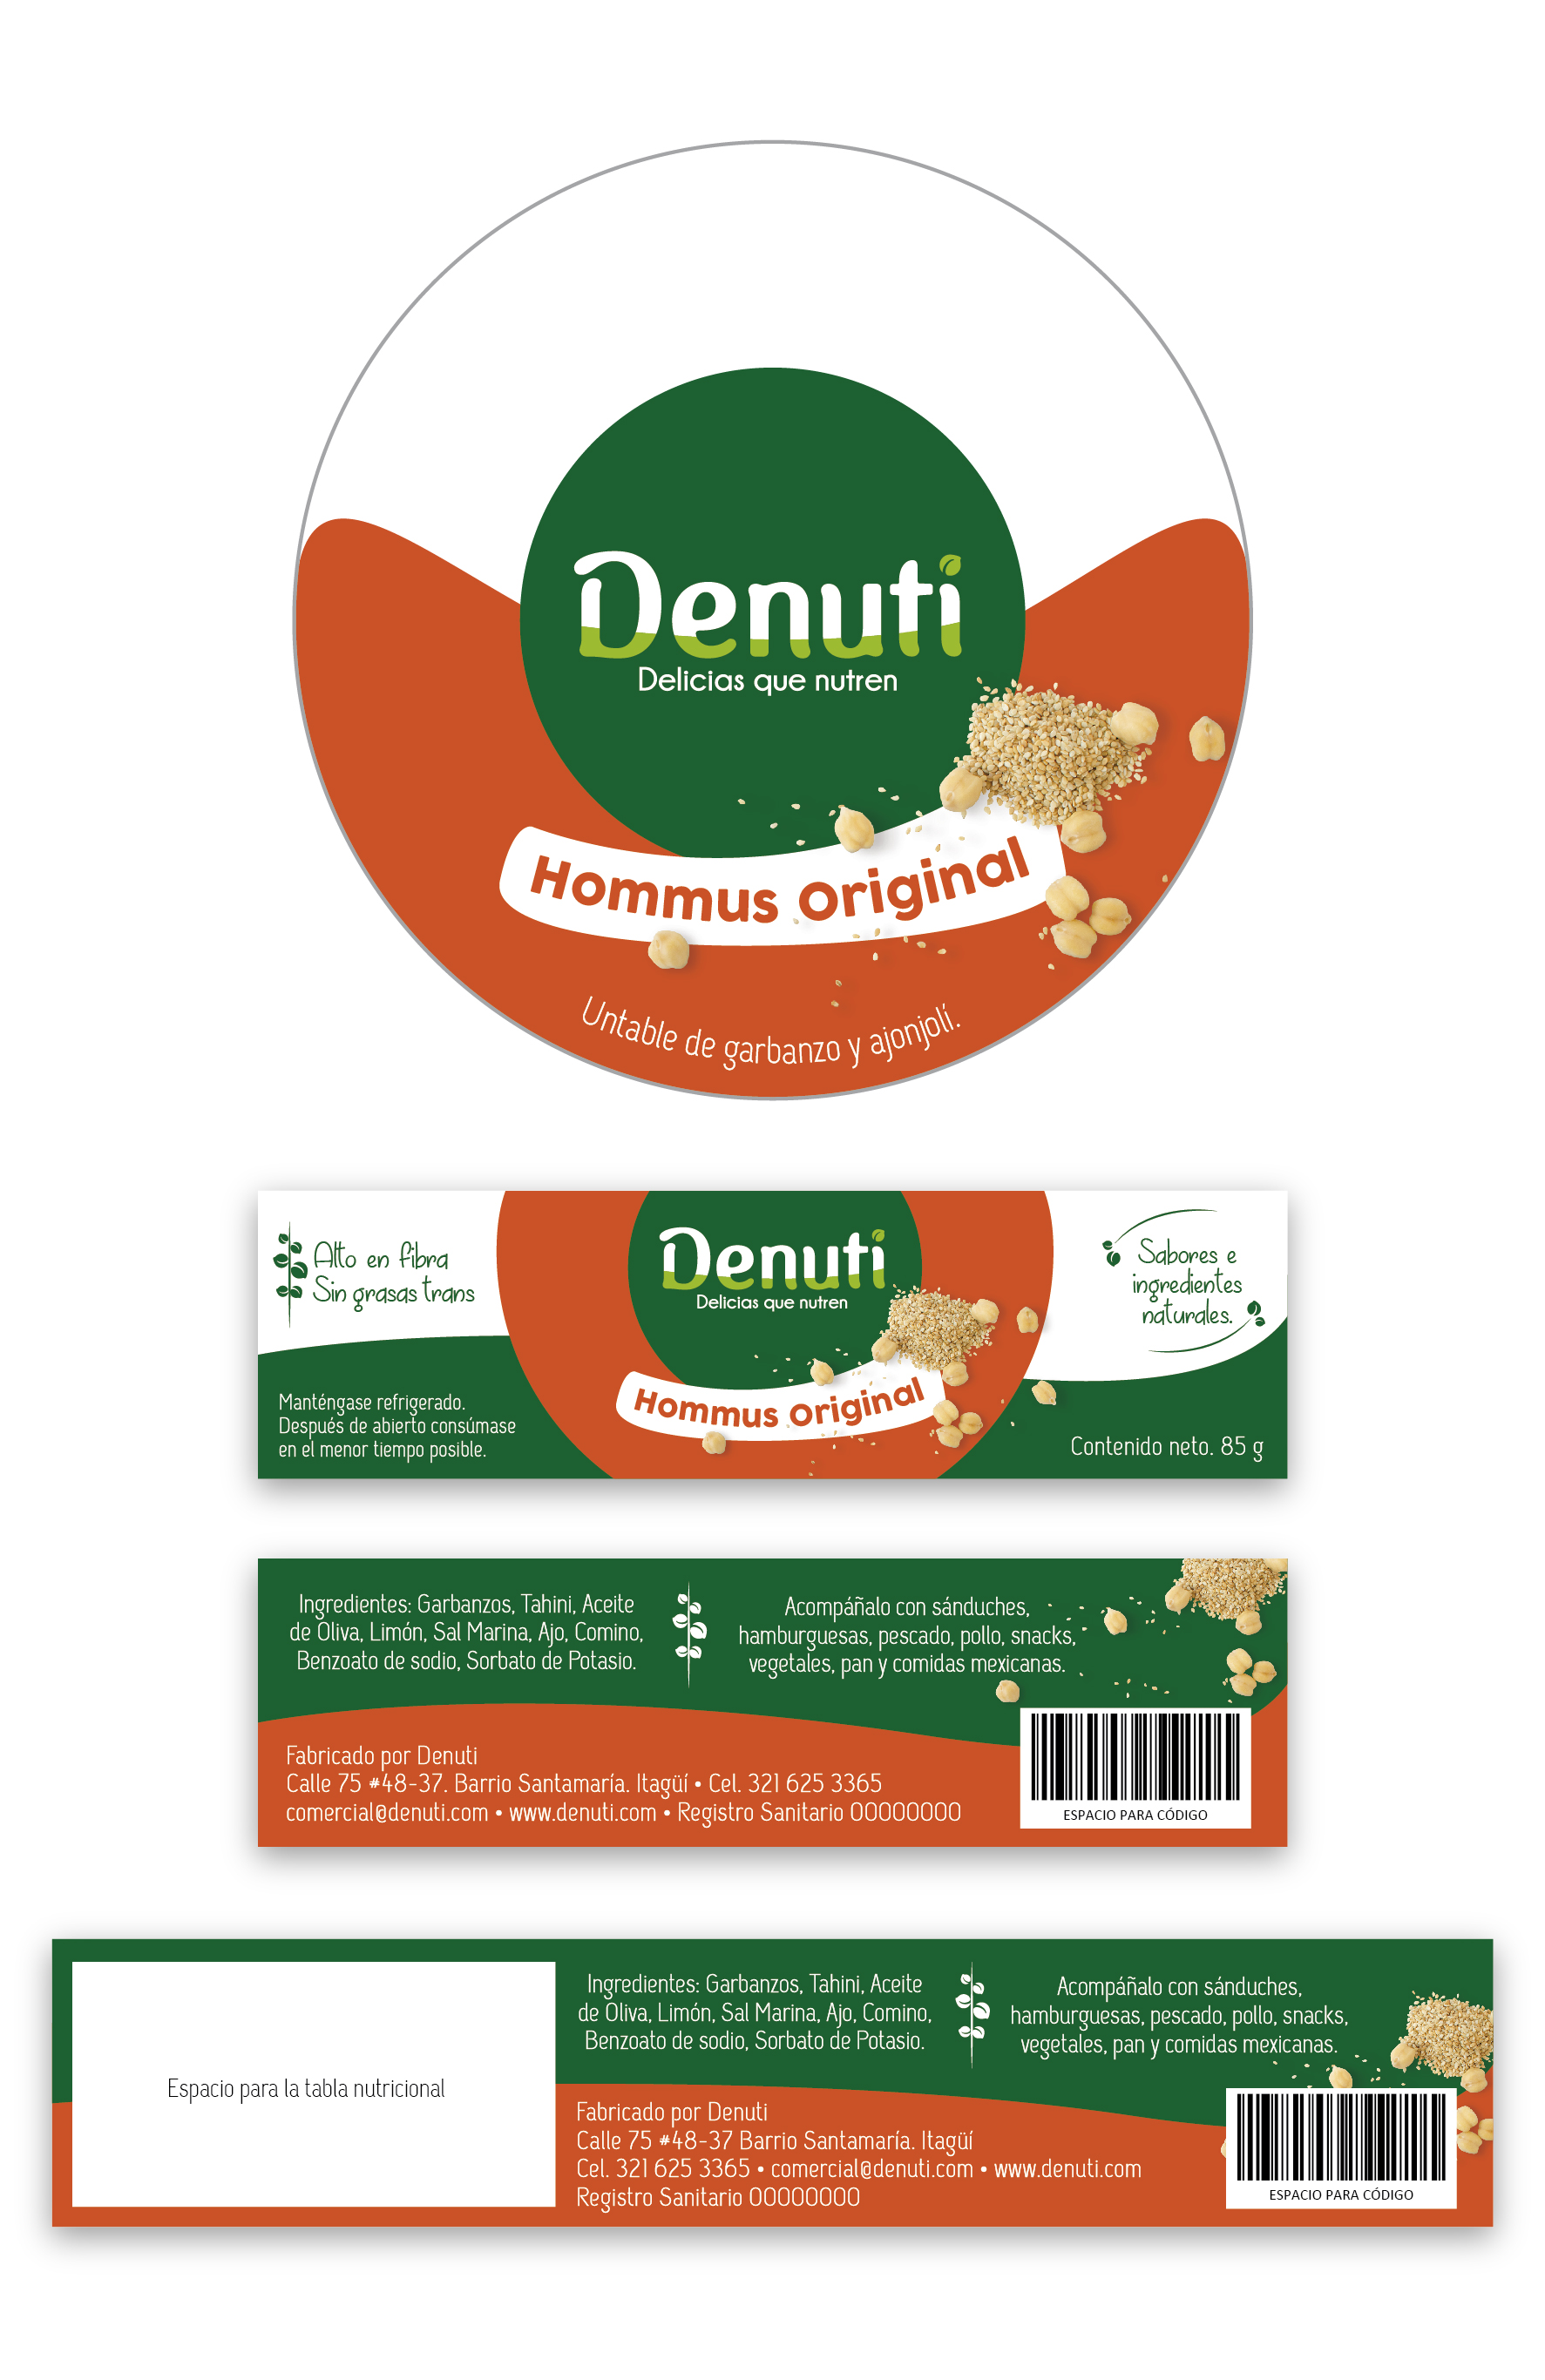 Denuti
Delicias que nutren
Hommus Original
Untable de garbanzo y ajonjolí.
Alto en fibra
Sin grasas trans
Manténgase refrigerado.
Después de abierto consúmase
en el menor tiempo posible.
Denuti
Delicias que nutren
Hommus Original
Sabores e
ingredientes
naturales.
Contenido neto. 85 g
Ingredientes: Garbanzos, Tahini, Aceite
de Oliva, Limón, Sal Marina, Ajo, Comino,
Benzoato de sodio, Sorbato de Potasio.
Acompáñalo con sánduches,
hamburguesas, pescado, pollo, snacks,
vegetales, pan y comidas mexicanas.
Fabricado por Denuti
Calle 75 #48-37. Barrio Santamaría. Itagüí • Cel. 321 625 3365
comercial@denuti.com • www.denuti.com • Registro Sanitario 00000000
ESPACIO PARA CÓDIGO
Espacio para la tabla nutricional
Ingredientes: Garbanzos, Tahini, Aceite
de Oliva, Limón, Sal Marina, Ajo, Comino,
Benzoato de sodio, Sorbato de Potasio.
Acompáñalo con sánduches,
hamburguesas, pescado, pollo, snacks,
vegetales, pan y comidas mexicanas.
Fabricado por Denuti
Calle 75 #48-37 Barrio Santamaría. Itagüí
Cel. 321 625 3365 • comercial@denuti.com • www.denuti.com
Registro Sanitario 00000000
ESPACIO PARA CÓDIGO